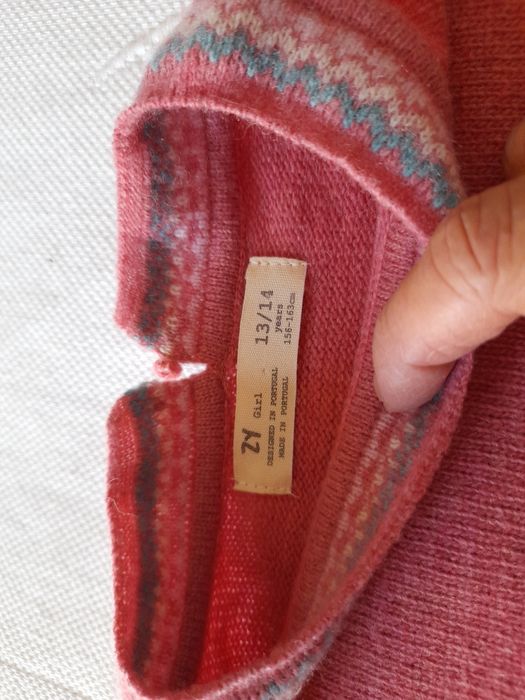 ZY Girl
DESIGNED IN PORTUGAL
MADE IN PORTUGAL
13/14
years
156-163cm